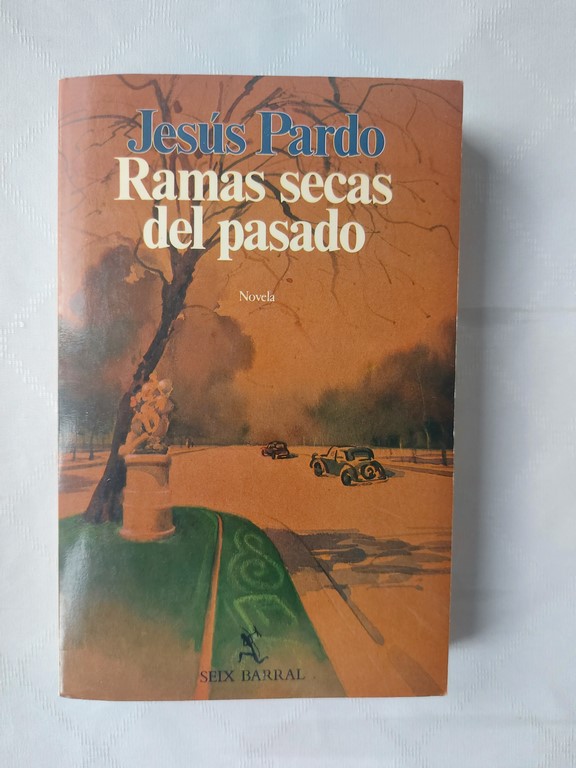 Jesús Pardo
Ramas secas
del pasado
Novela
SEIX BARRAL